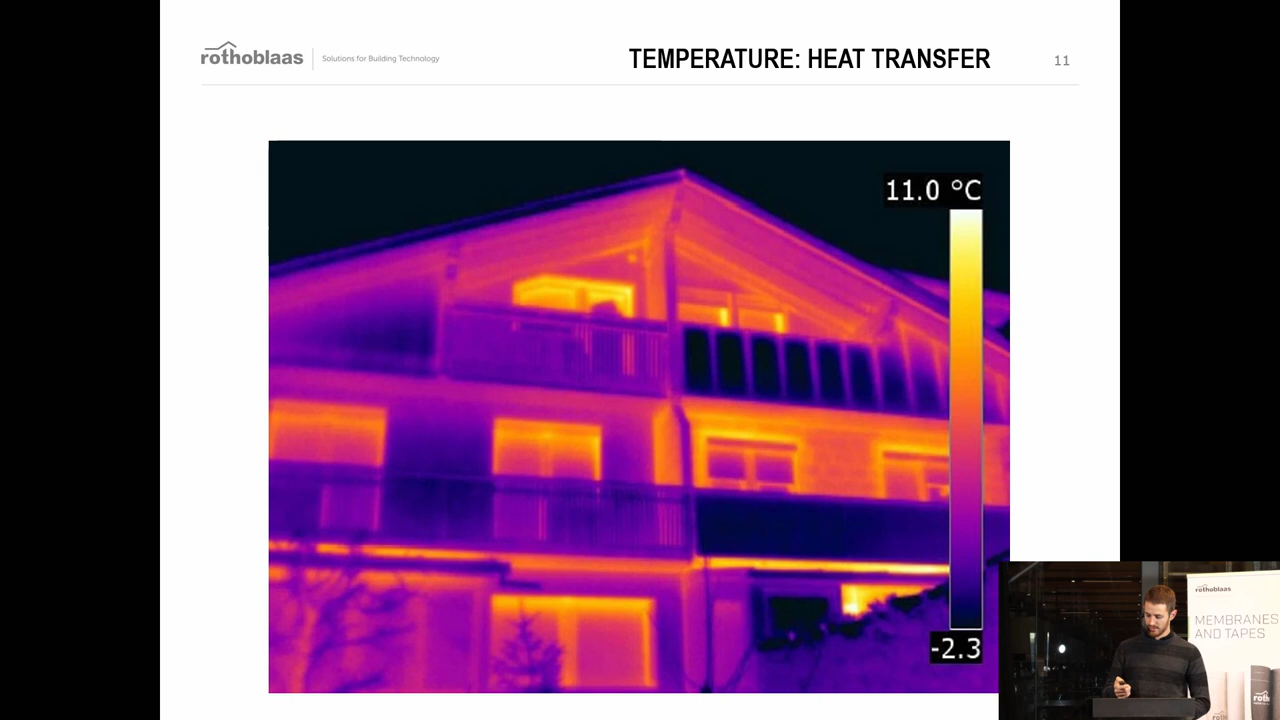 rothoblaas
Solutions for Building Technology
TEMPERATURE: HEAT TRANSFER
11
11.0 °C
-2.3
rothoblaas
MEMBRANES
AND TAPES